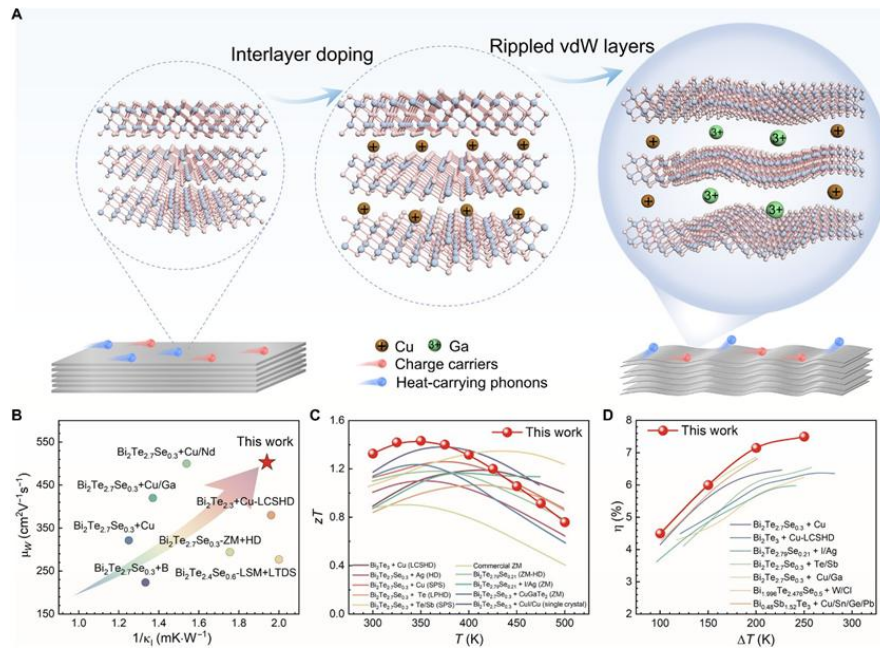 A
Interlayer doping
Rippled vdW layers
3+
3+
3+
3+
Cu
3+ Ga
Charge carriers
Heat-carrying phonons
B
μW (cm²V⁻¹s⁻¹)
500
400
300
200
1.0 1.2 1.4 1.6 1.8 2.0
1/κl (mK·W⁻¹)
This work
Bi₂Te₂.₇Se₀.₃+Cu/Nd
Bi₂Te₂.₇Se₀.₃+Cu/Ga
Bi₂Te₂.₃+Cu-LCSHD
Bi₂Te₂.₇Se₀.₃+Cu
Bi₂Te₂.₇Se₀.₃-ZM+HD
Bi₂Te₂.₇Se₀.₃+B
Bi₂Te₂.₄Se₀.₆-LSM+LTDS
C
zT
1.6
1.2
0.8
0.4
0.0
300 350 400 450 500
T (K)
This work
Bi₂Te₃ + Cu (LCSHD)
Bi₂Te₂.₇Se₀.₃ + Ag (HD)
Bi₂Te₂.₇Se₀.₃ + Cu (SPS)
Bi₂Te₂.₇Se₀.₃ + Te (LPHD)
Bi₂Te₂.₇Se₀.₃ + Te/Sb (SPS)
Commercial ZM
Bi₂Te₂.₇₉Se₀.₂₁ (ZM-HD)
Bi₂Te₂.₇₉Se₀.₂₁ + I/Ag (ZM)
Bi₂Te₂.₇Se₀.₃ + CuGaTe₂ (ZM)
Bi₂Te₂.₇Se₀.₃ + CuI/Cu (single crystal)
D
η (%)
8
7
6
5
4
3
2
100 150 200 250 300
ΔT (K)
This work
Bi₂Te₂.₇Se₀.₃ + Cu
Bi₂Te₃ + Cu-LCSHD
Bi₂Te₂.₇₉Se₀.₂₁ + I/Ag
Bi₂Te₂.₇Se₀.₃ + Te/Sb
Bi₂Te₂.₇Se₀.₃ + Cu/Ga
Bi₁.₉₉₆Te₂.₄₇₅Se₀.₅ + W/Cl
Bi₀.₄₈Sb₁.₅₂Te₃ + Cu/Sn/Ge/Pb